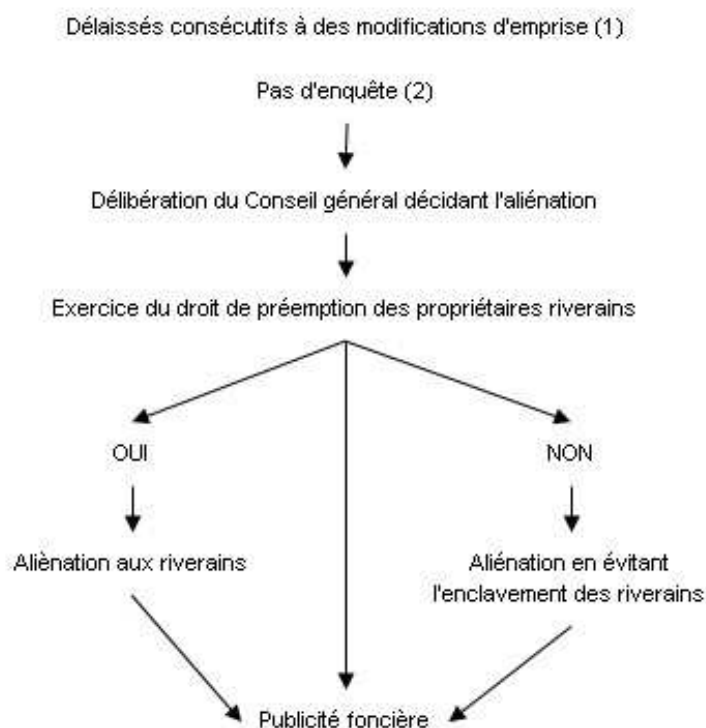 Délaissés consécutifs à des modifications d'emprise (1)
Pas d'enquête (2)
Délibération du Conseil général décidant l'aliénation
Exercice du droit de préemption des propriétaires riverains
OUI
NON
Aliènation aux riverains
Aliénation en évitant
l'enclavement des riverains
Publicité foncière